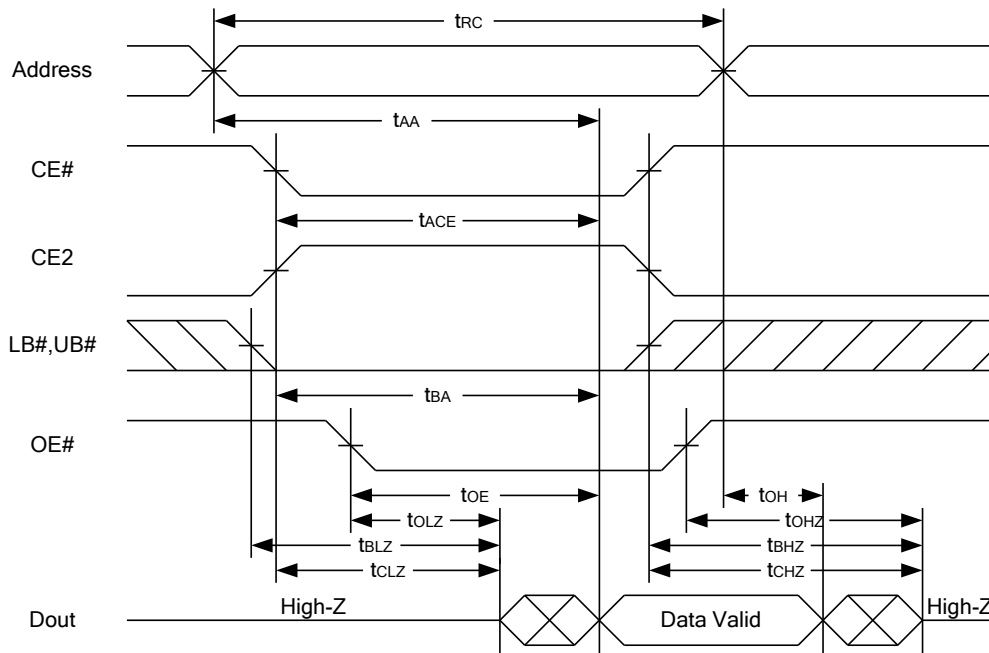 tRC
Address
tAA
CE#
tACE
CE2
LB#,UB#
tBA
OE#
tOE
tOH
tOLZ
tOHZ
tBLZ
tBHZ
tCLZ
tCHZ
Dout
High-Z
Data Valid
High-Z